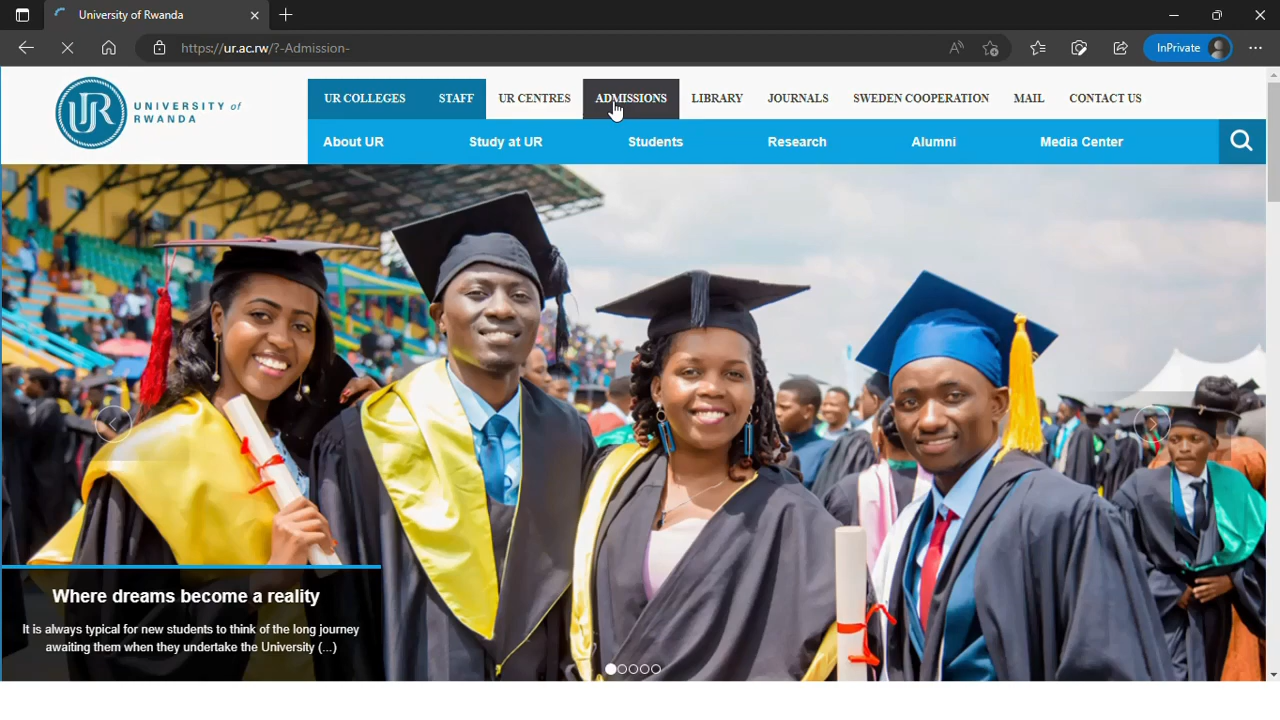 University of Rwanda
https://ur.ac.rw/?-Admission-
InPrivate
UR
UNIVERSITY of
RWANDA
UR COLLEGES STAFF UR CENTRES ADMISSIONS LIBRARY JOURNALS SWEDEN COOPERATION MAIL CONTACT US
About UR Study at UR Students Research Alumni Media Center
Where dreams become a reality
It is always typical for new students to think of the long journey
awaiting them when they undertake the University (...)